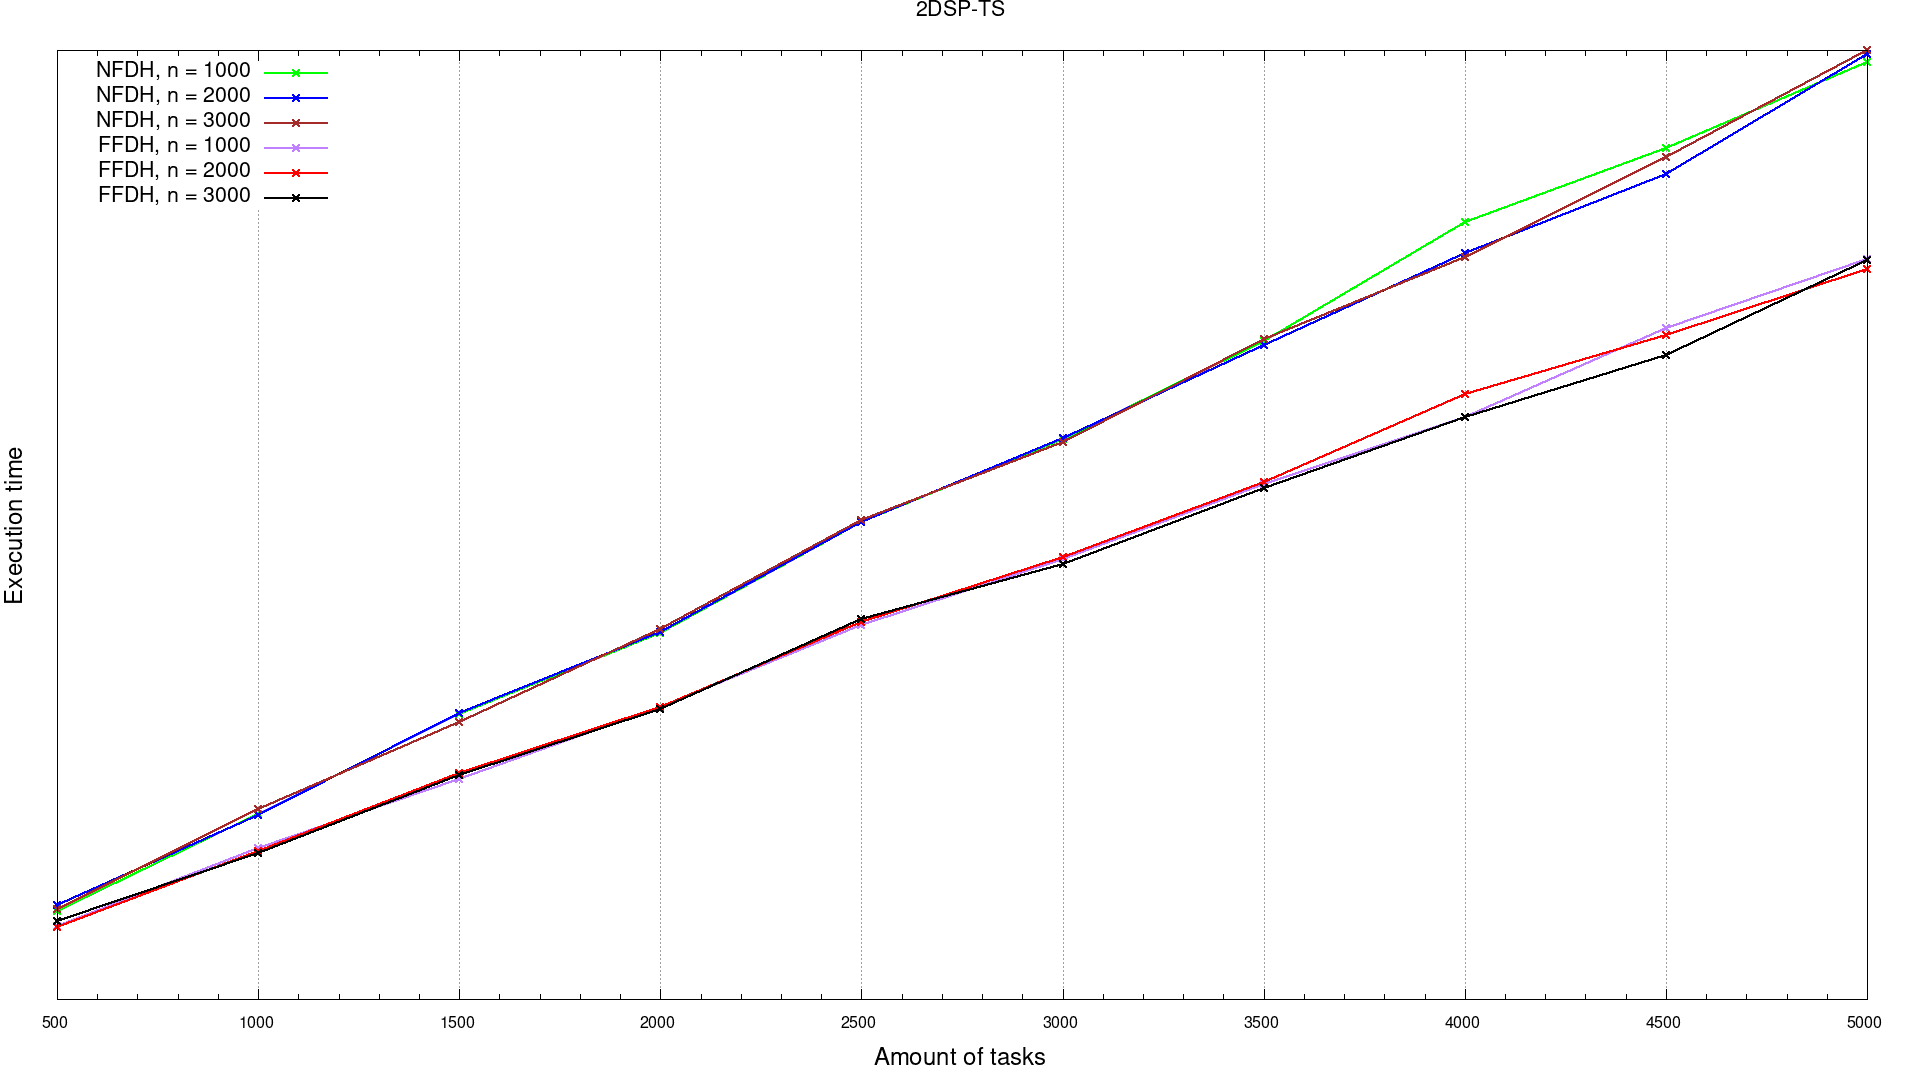 2DSP-TS
NFDH, n = 1000
NFDH, n = 2000
NFDH, n = 3000
FFDH, n = 1000
FFDH, n = 2000
FFDH, n = 3000
Execution time
500 1000 1500 2000 2500 3000 3500 4000 4500 5000
Amount of tasks